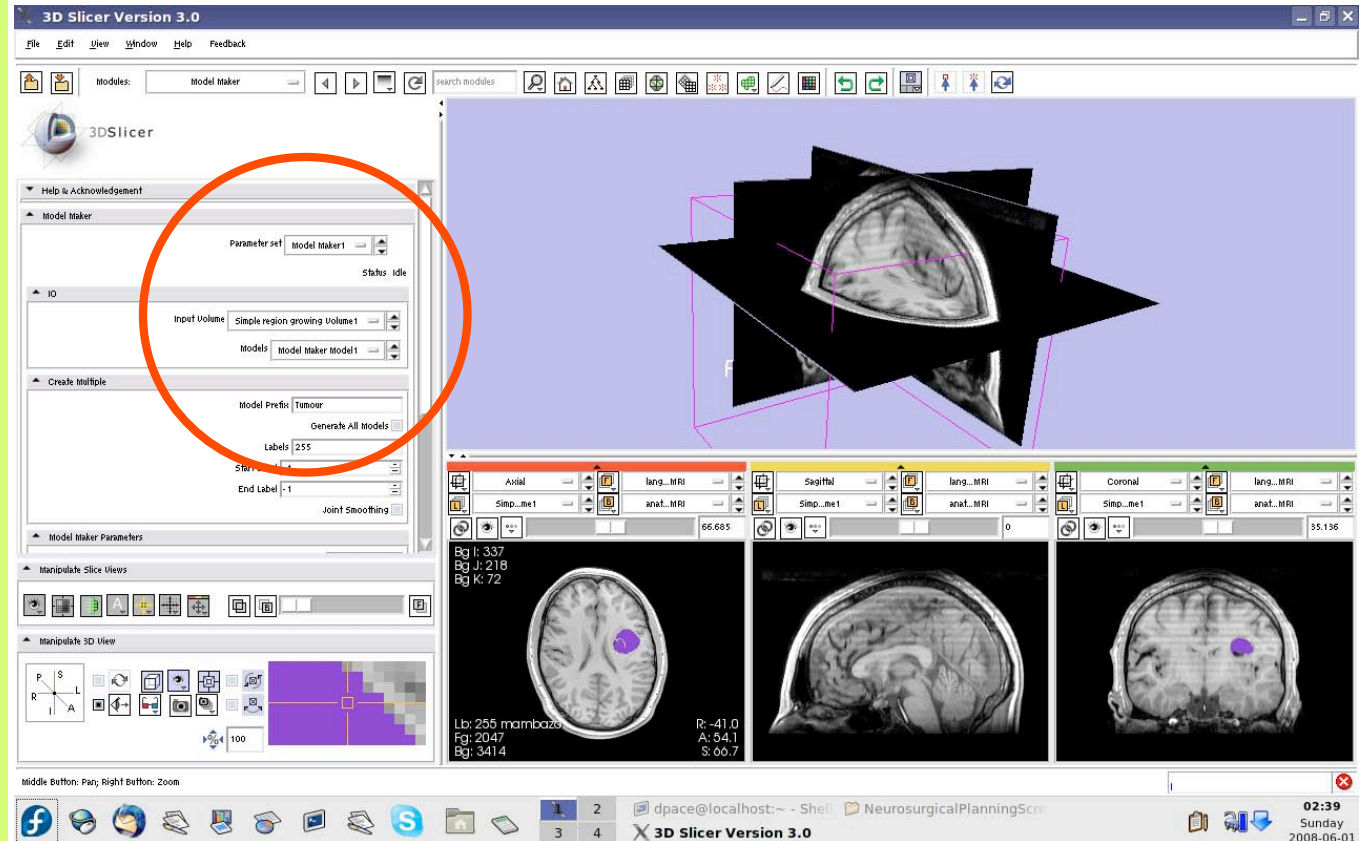 3D Slicer Version 3.0
File Edit View Window Help Feedback
Modules: Model Maker search modules
3DSlicer
Help & Acknowledgement
Model Maker
Parameter set Model Maker1
Status Idle
IO
Input Volume Simple region growing Volume1
Models Model Maker Model1
Create Multiple
Model Prefix Tumour
Generate All Models
Labels 255
End Label -1
Joint Smoothing
Model Maker Parameters
Manipulate Slice Views
Manipulate 3D View
P S
R L
I A
100
Axial lang...MRI
Simp...me1 anat...MRI
66.685
Bg I: 337
Bg J: 218
Bg K: 72
Lb: 255 mambazo
Fg: 2047
Bg: 3414
R: -41.0
A: 54.1
S: 66.7
Sagittal lang...MRI
Simp...me1 anat...MRI
0
Coronal lang...MRI
Simp...me1 anat...MRI
35.136
Middle Button: Pan; Right Button: Zoom
1 2
3 4
dpace@localhost:~ - Shell
NeurosurgicalPlanningScre
3D Slicer Version 3.0
02:39
Sunday
2008-06-01